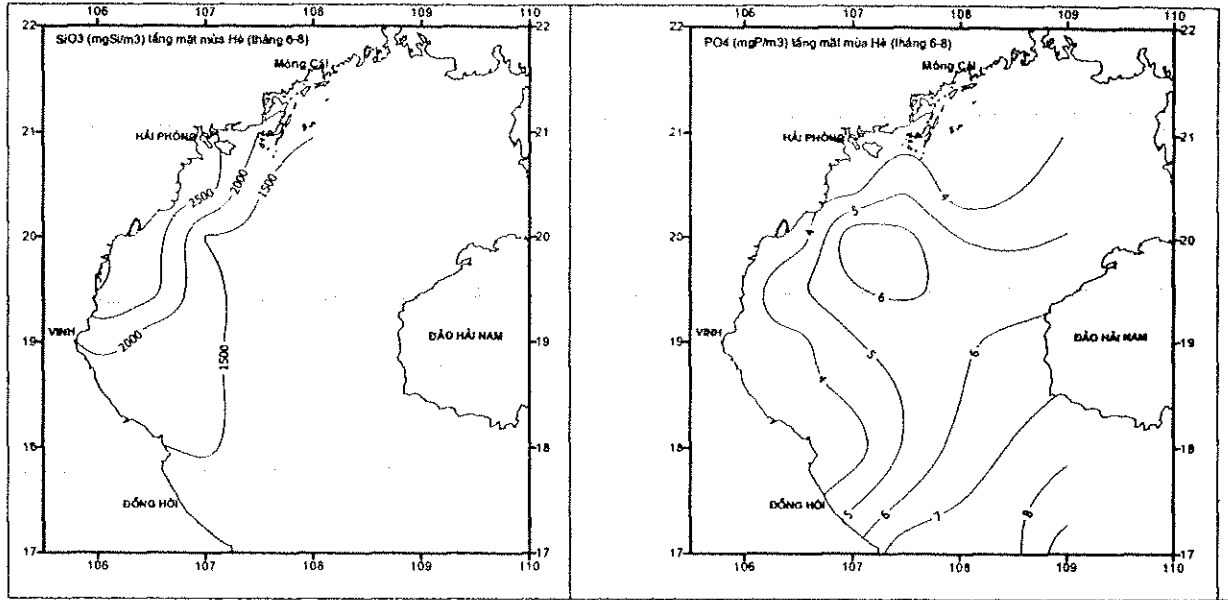 106 107 108 109 110
22 22
SiO3 (mgSi/m3) tầng mặt mùa Hè (tháng 6-8)
Móng Cái
21 21
HẢI PHÒNG
2500
2000
1500
20 20
VINH
19 19
2000
1500
ĐẢO HẢI NAM
18 18
ĐỒNG HỚI
17 17
106 107 108 109 110
106 107 108 109 110
22 22
PO4 (mgP/m3) tầng mặt mùa Hè (tháng 6-8)
Móng Cái
21 21
HẢI PHÒNG
4
5
4
20 20
6
VINH
19 19
5
6
ĐẢO HẢI NAM
4
18 18
ĐỒNG HỚI
5
6
7
8
17 17
106 107 108 109 110